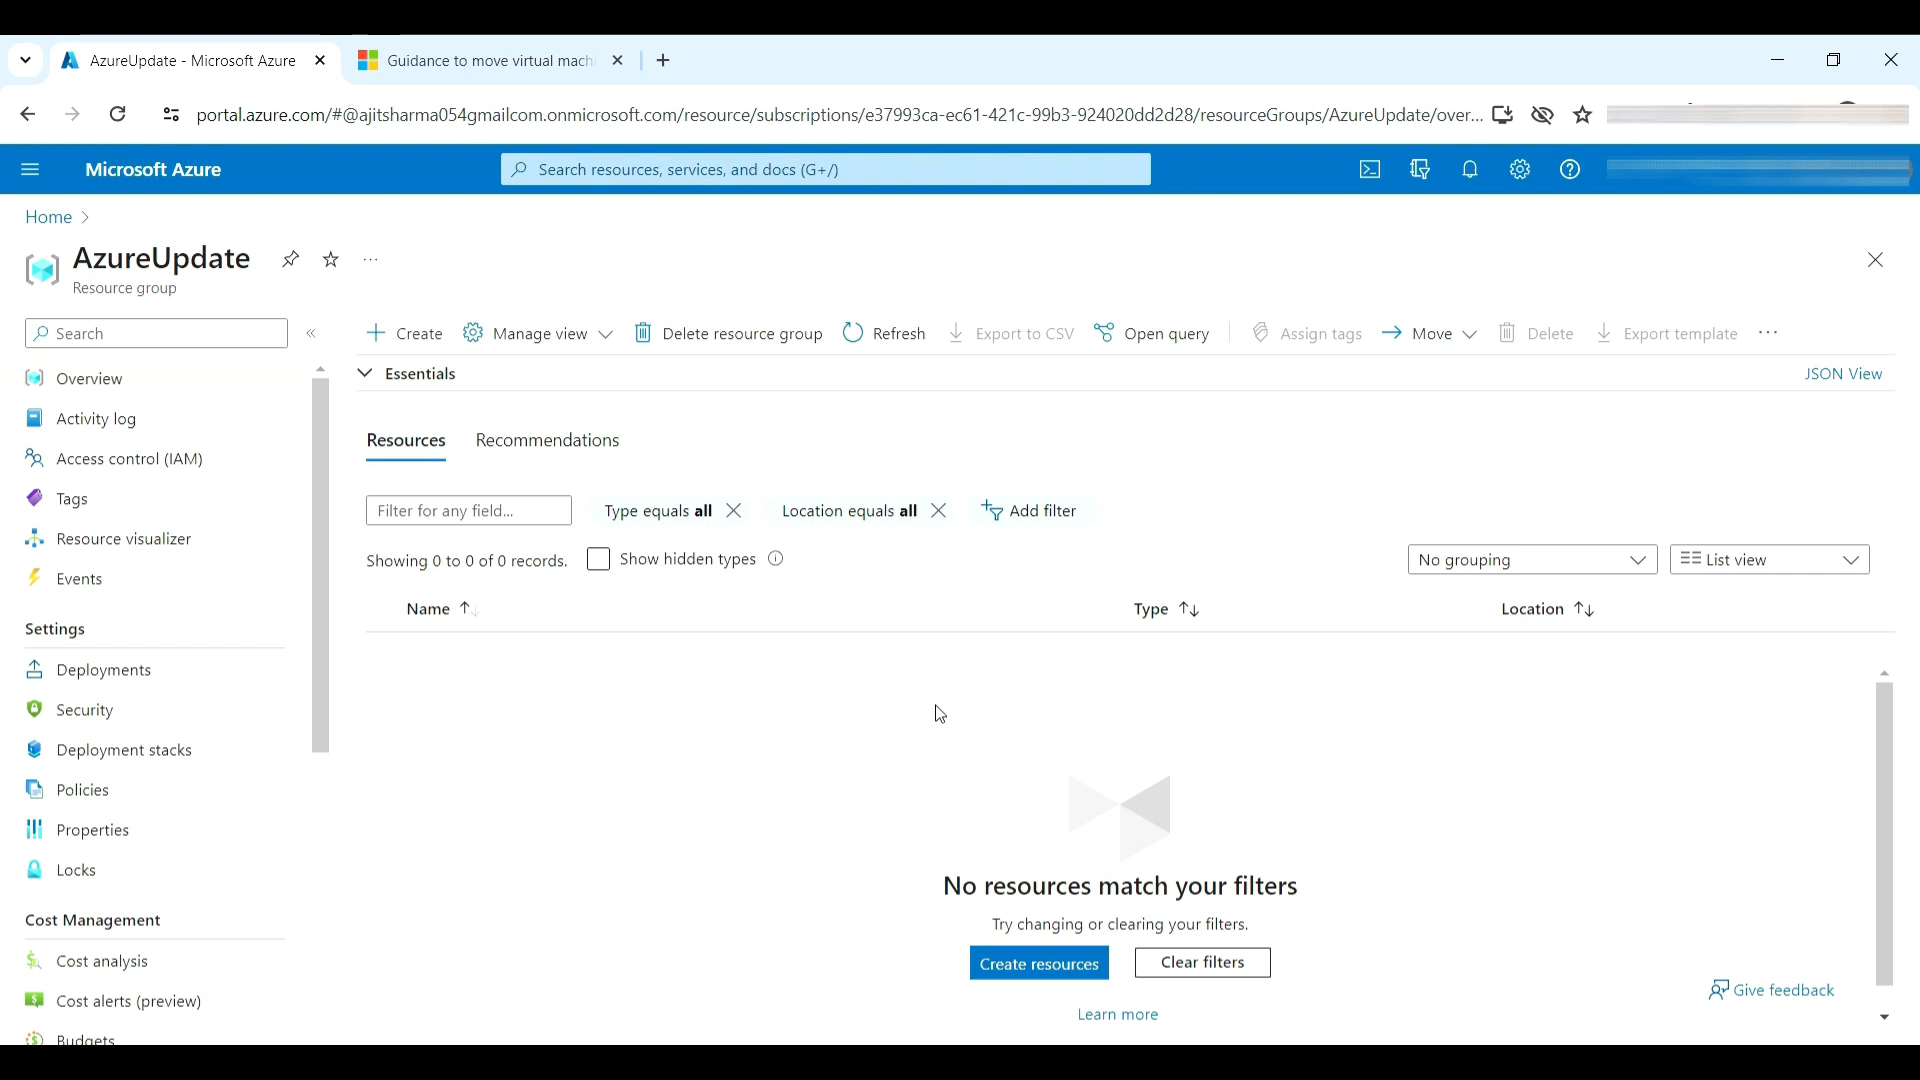 AzureUpdate - Microsoft Azure
Guidance to move virtual mach
portal.azure.com/#@ajitsharma054gmailcom.onmicrosoft.com/resource/subscriptions/e37993ca-ec61-421c-99b3-924020dd2d28/resourceGroups/AzureUpdate/over...
Microsoft Azure
Search resources, services, and docs (G+/)
Home
AzureUpdate
Resource group
Search
Create
Manage view
Delete resource group
Refresh
Export to CSV
Open query
Assign tags
Move
Delete
Export template
Essentials
JSON View
Overview
Activity log
Access control (IAM)
Tags
Resource visualizer
Events
Settings
Deployments
Security
Deployment stacks
Policies
Properties
Locks
Cost Management
Cost analysis
Cost alerts (preview)
Budgets
Resources
Recommendations
Filter for any field...
Type equals all
Location equals all
Add filter
Showing 0 to 0 of 0 records.
Show hidden types
No grouping
List view
Name
Type
Location
No resources match your filters
Try changing or clearing your filters.
Create resources
Clear filters
Learn more
Give feedback